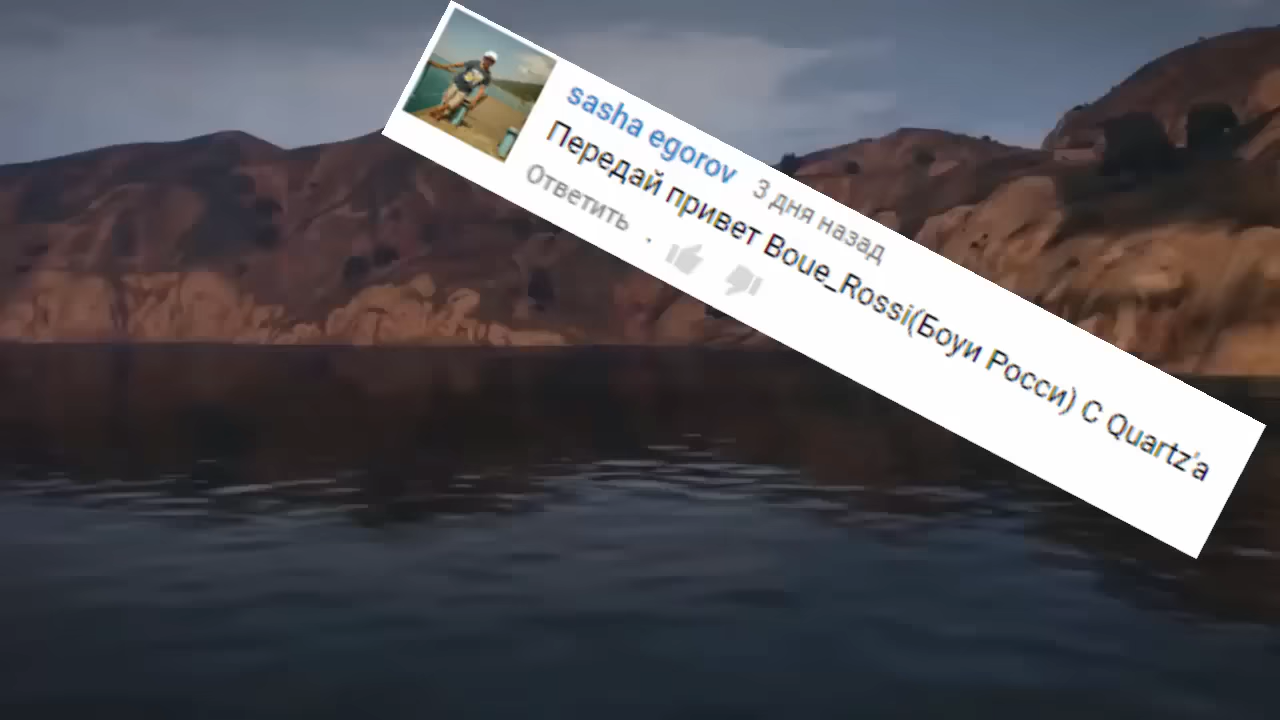 sasha egorov 3 дня назад
Передай привет Boue_Rossi(Боуи Росси) С Quartz'a
Ответить ·